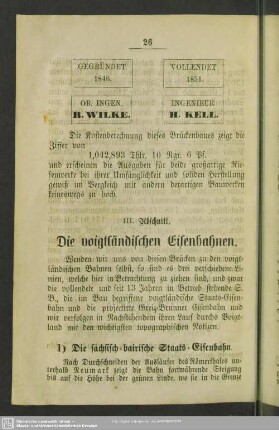 26
GEGRÜNDET
1846.
VOLLENDET
1851.
OB. INGEN.
R. WILKE.
INGENIEUR
H. KELL.
Die Kostenberechnung dieses Brückenbaues zeigt die
Ziffer von
1,042,893 Thlr. 10 Ngr. 6 Pf.
und erscheinen die Ausgaben für beide großartige Rie-
senwerke bei ihrer Umfänglichkeit und soliden Herstellung
gewiß im Vergleich mit andern derartigen Bauwerken
keineswegs zu hoch.
III. Abschnitt.
Die voigtländischen Eisenbahnen.
Wenden wir uns von diesen Brücken zu den voigt-
ländischen Bahnen selbst, so sind es drei verschiedene Li-
nien, welche hier in Betrachtung zu ziehen sind, und zwar
die vollendete und seit 13 Jahren in Betrieb stehende S.
B., die im Bau begriffene voigtländische Staats-Eisen-
bahn und die projectirte Greiz-Brunner Eisenbahn und
verfolgen in Nachstehendem ihren Lauf durchs Voigt-
land mit den wichtigsten topographischen Notizen.
1) Die sächsisch-bairische Staats-Eisenbahn.
Nach Durchschneiden der Ausläufer des Römerthales un-
terhalb Neumark zeigt die Bahn fortwährende Steigung
bis auf die Höhe bei der grünen Linde, wo sie in die Grenze